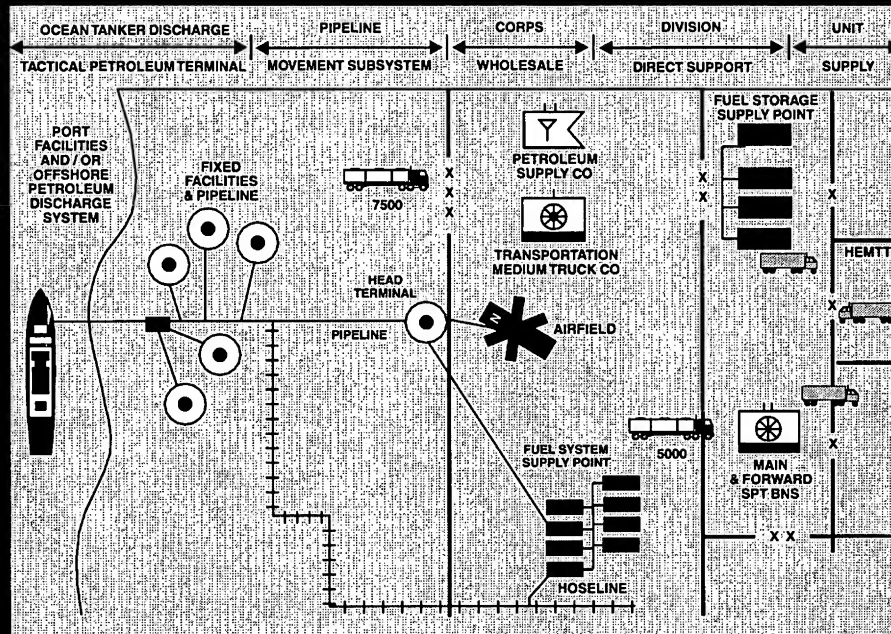 OCEAN TANKER DISCHARGE
PIPELINE
CORPS
DIVISION
UNIT
TACTICAL PETROLEUM TERMINAL
MOVEMENT SUBSYSTEM
WHOLESALE
DIRECT SUPPORT
SUPPLY
PORT
FACILITIES
AND / OR
OFFSHORE
PETROLEUM
DISCHARGE
SYSTEM
FIXED
FACILITIES
& PIPELINE
7500
X
X
X
HEAD
TERMINAL
PIPELINE
PETROLEUM
SUPPLY CO
TRANSPORTATION
MEDIUM TRUCK CO
N
AIRFIELD
FUEL SYSTEM
SUPPLY POINT
HOSELINE
5000
X
X
FUEL STORAGE
SUPPLY POINT
MAIN
& FORWARD
SPT BNS
X X
X
HEMTT
X
X